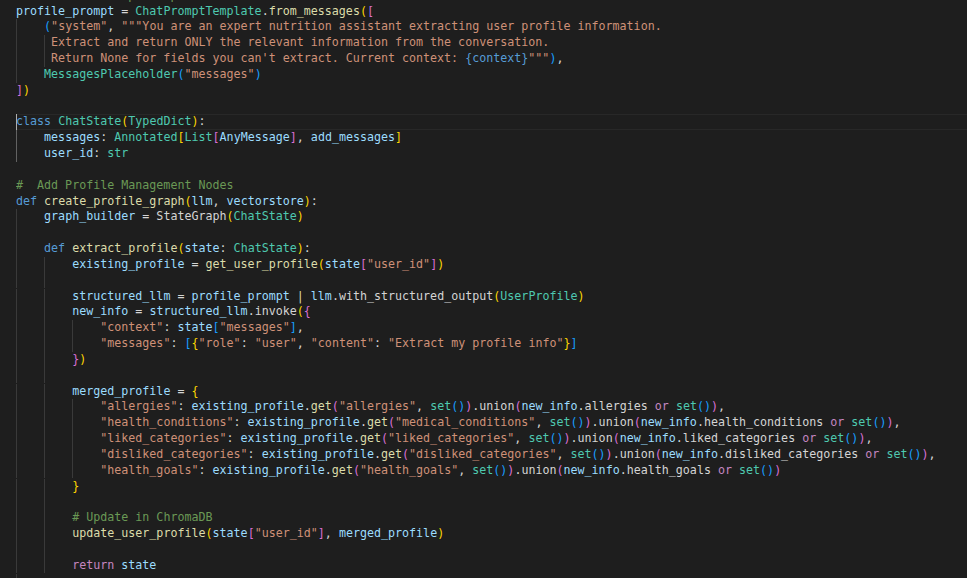 profile_prompt = ChatPromptTemplate.from_messages([
    ("system", """You are an expert nutrition assistant extracting user profile information.
     Extract and return ONLY the relevant information from the conversation.
     Return None for fields you can't extract. Current context: {context}"""),
    MessagesPlaceholder("messages")
])

class ChatState(TypedDict):
    messages: Annotated[List[AnyMessage], add_messages]
    user_id: str

#  Add Profile Management Nodes
def create_profile_graph(llm, vectorstore):
    graph_builder = StateGraph(ChatState)

    def extract_profile(state: ChatState):
        existing_profile = get_user_profile(state["user_id"])

        structured_llm = profile_prompt | llm.with_structured_output(UserProfile)
        new_info = structured_llm.invoke({
            "context": state["messages"],
            "messages": [{"role": "user", "content": "Extract my profile info"}]
        })

        merged_profile = {
            "allergies": existing_profile.get("allergies", set()).union(new_info.allergies or set()),
            "health_conditions": existing_profile.get("medical_conditions", set()).union(new_info.health_conditions or set()),
            "liked_categories": existing_profile.get("liked_categories", set()).union(new_info.liked_categories or set()),
            "disliked_categories": existing_profile.get("disliked_categories", set()).union(new_info.disliked_categories or set()),
            "health_goals": existing_profile.get("health_goals", set()).union(new_info.health_goals or set())
        }

        # Update in ChromaDB
        update_user_profile(state["user_id"], merged_profile)

        return state